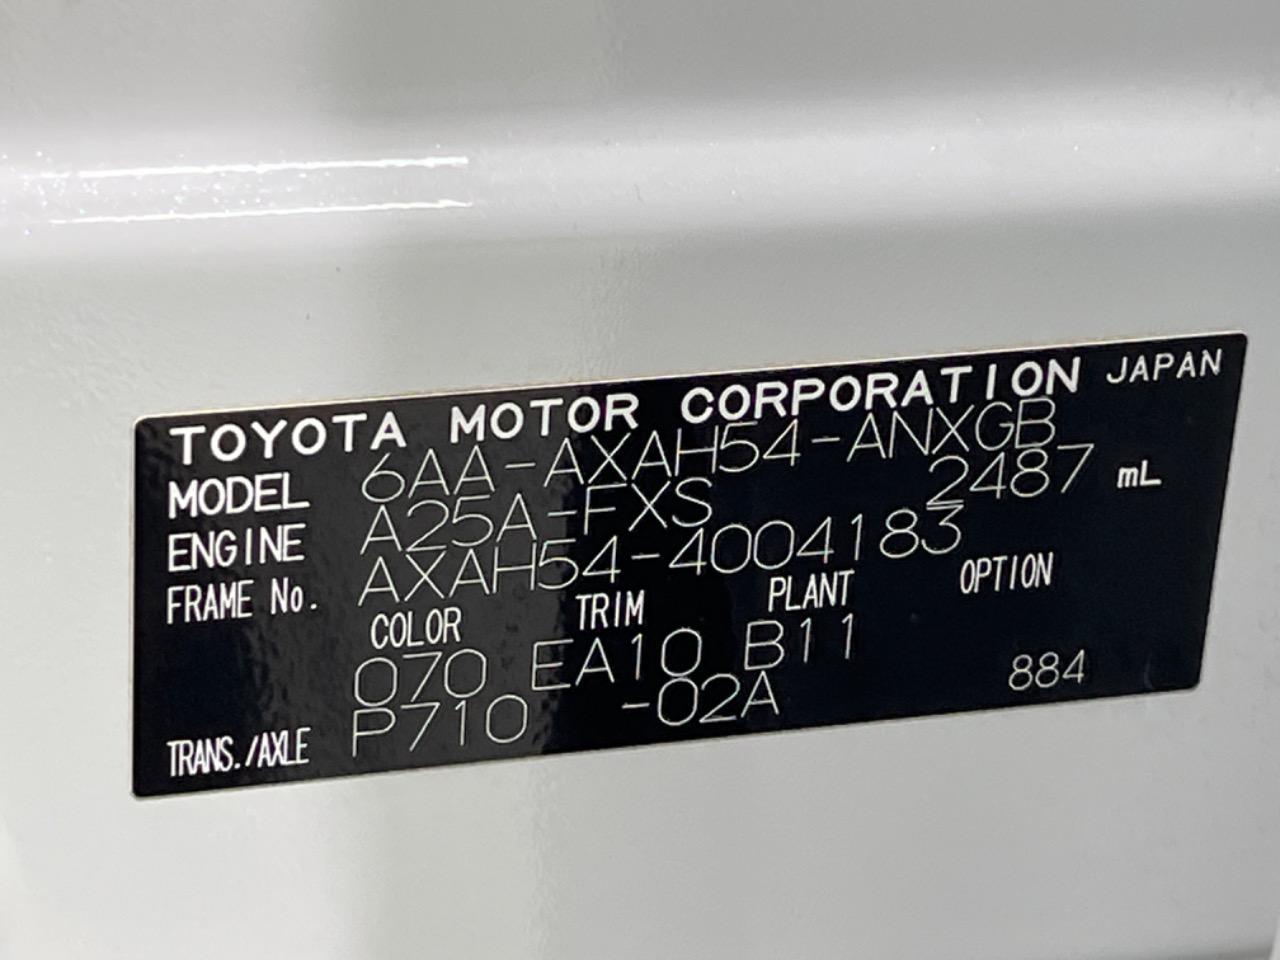 TOYOTA MOTOR CORPORATION JAPAN
MODEL 6AA-AXAH54-ANXGB
ENGINE A25A-FXS 2487 mL
FRAME No. AXAH54-4004183
COLOR TRIM PLANT OPTION
070 EA10 B11
TRANS./AXLE P710 -02A 884